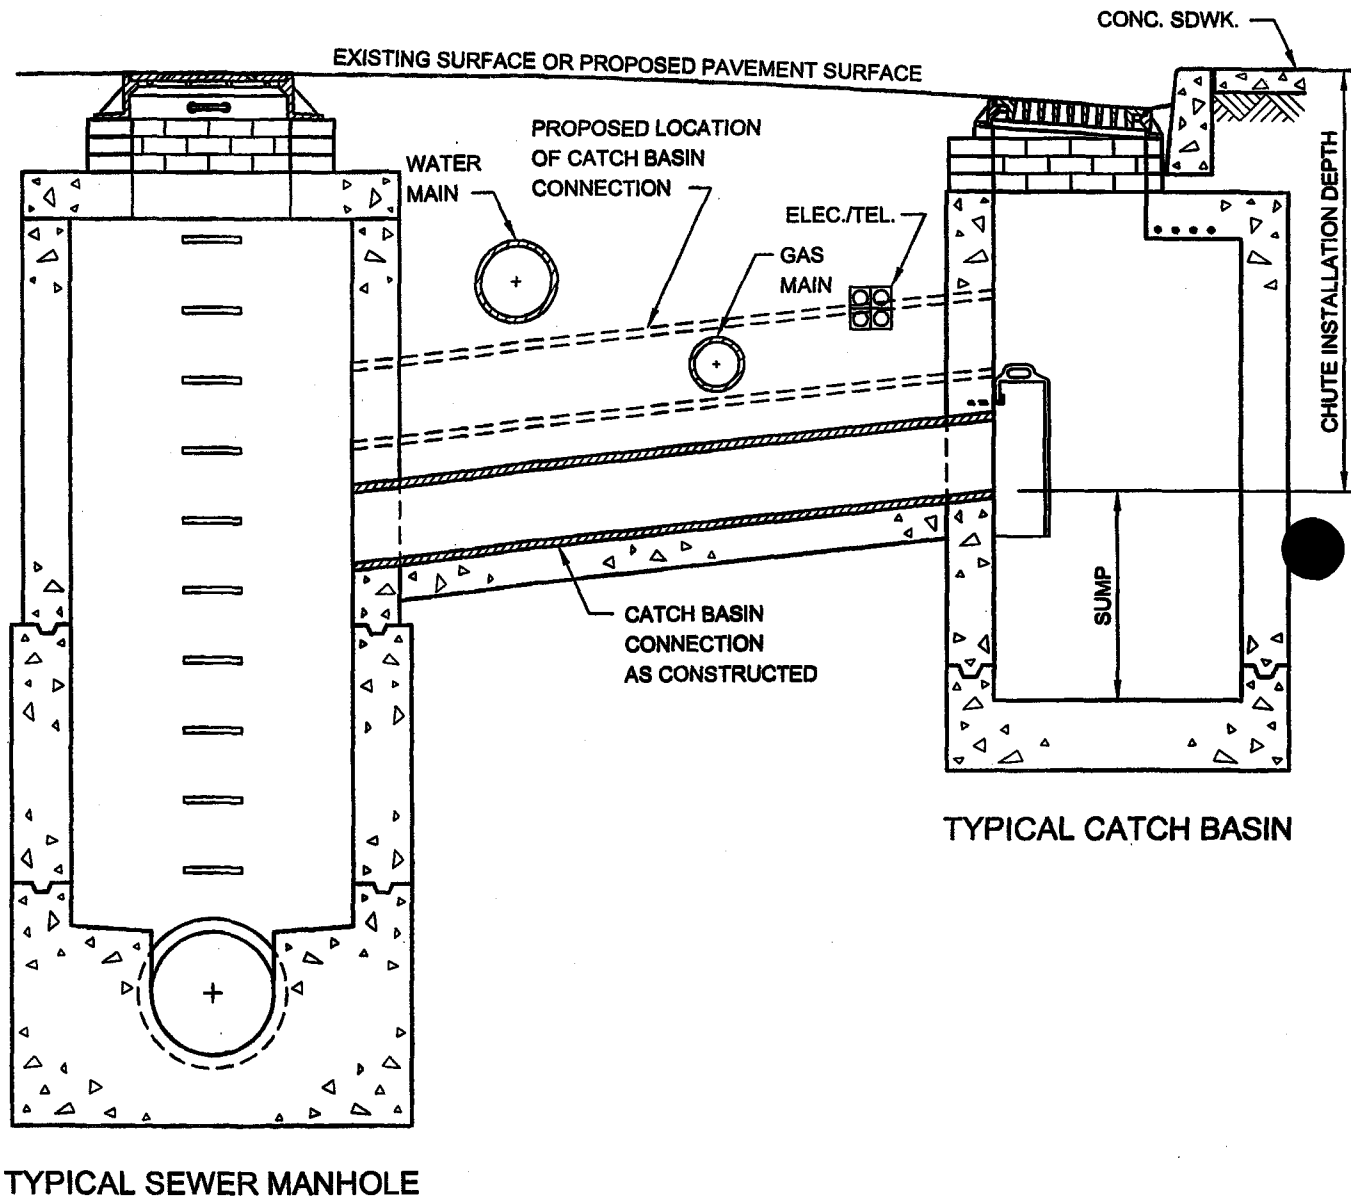 CONC. SDWK.
EXISTING SURFACE OR PROPOSED PAVEMENT SURFACE
PROPOSED LOCATION
OF CATCH BASIN
CONNECTION
WATER
MAIN
ELEC./TEL.
GAS
MAIN
CHUTE INSTALLATION DEPTH
SUMP
CATCH BASIN
CONNECTION
AS CONSTRUCTED
TYPICAL CATCH BASIN
TYPICAL SEWER MANHOLE